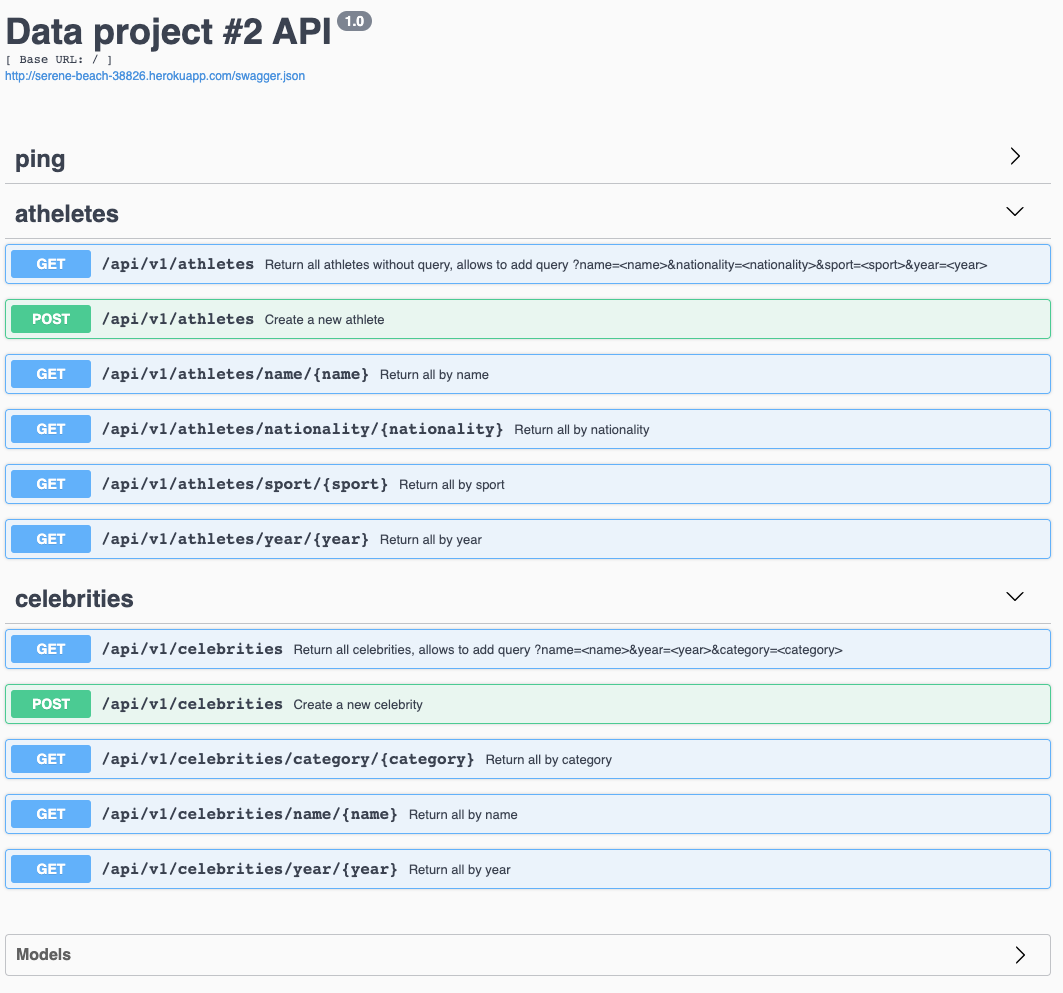 Data project #2 API 1.0
[ Base URL: / ]
http://serene-beach-38826.herokuapp.com/swagger.json
ping
atheletes
GET /api/v1/athletes Return all athletes without query, allows to add query ?name=<name>&nationality=<nationality>&sport=<sport>&year=<year>
POST /api/v1/athletes Create a new athlete
GET /api/v1/athletes/name/{name} Return all by name
GET /api/v1/athletes/nationality/{nationality} Return all by nationality
GET /api/v1/athletes/sport/{sport} Return all by sport
GET /api/v1/athletes/year/{year} Return all by year
celebrities
GET /api/v1/celebrities Return all celebrities, allows to add query ?name=<name>&year=<year>&category=<category>
POST /api/v1/celebrities Create a new celebrity
GET /api/v1/celebrities/category/{category} Return all by category
GET /api/v1/celebrities/name/{name} Return all by name
GET /api/v1/celebrities/year/{year} Return all by year
Models